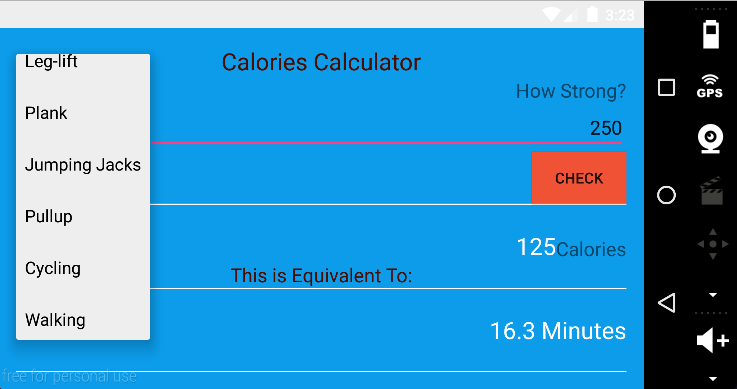 3:23
Calories Calculator
How Strong?
250
CHECK
125Calories
This is Equivalent To:
16.3 Minutes
Leg-lift
Plank
Jumping Jacks
Pullup
Cycling
Walking
free for personal use
GPS